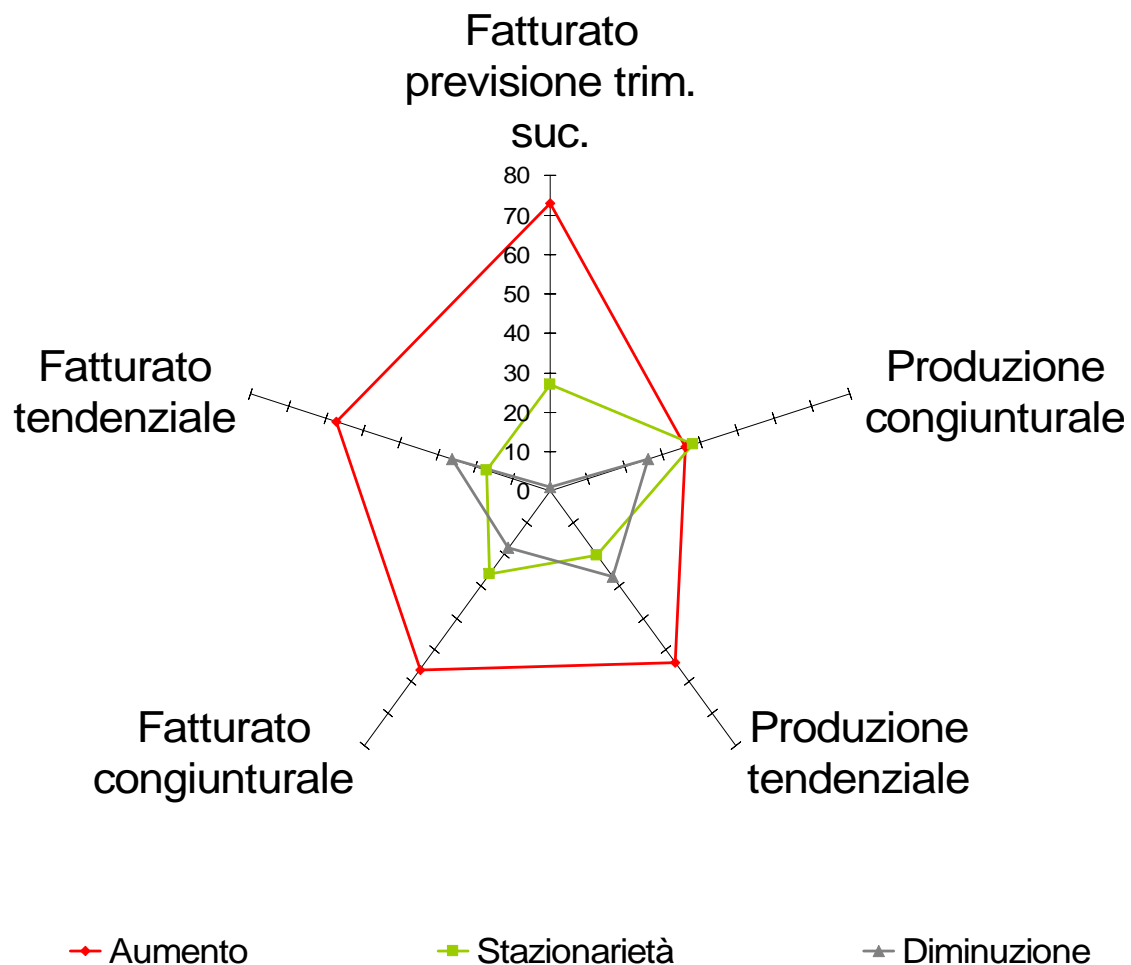 Fatturato
previsione trim.
suc.
80
70
60
50
40
30
20
10
0
Produzione
congiunturale
Produzione
tendenziale
Fatturato
congiunturale
Fatturato
tendenziale
Aumento
Stazionarietà
Diminuzione